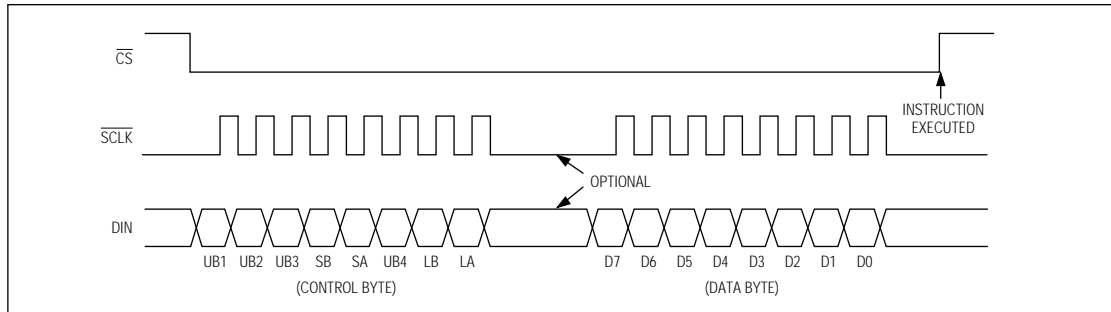 CS
INSTRUCTION
EXECUTED
SCLK
OPTIONAL
DIN
UB1 UB2 UB3 SB SA UB4 LB LA D7 D6 D5 D4 D3 D2 D1 D0
(CONTROL BYTE) (DATA BYTE)